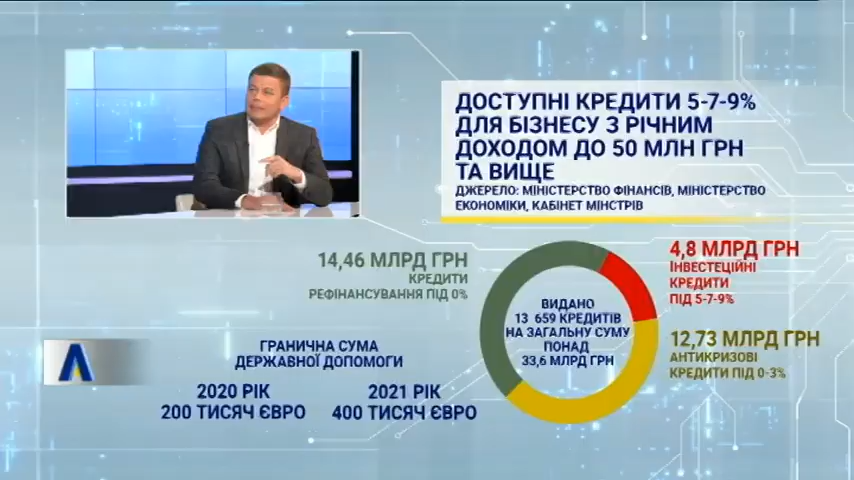 ДОСТУПНІ КРЕДИТИ 5-7-9%
ДЛЯ БІЗНЕСУ З РІЧНИМ
ДОХОДОМ ДО 50 МЛН ГРН
ТА ВИЩЕ
ДЖЕРЕЛО: МІНІСТЕРСТВО ФІНАНСІВ, МІНІСТЕРСТВО
ЕКОНОМІКИ, КАБІНЕТ МІНСТРІВ
14,46 МЛРД ГРН
КРЕДИТИ
РЕФІНАНСУВАННЯ ПІД 0%
4,8 МЛРД ГРН
ІНВЕСТЕЦІЙНІ
КРЕДИТИ
ПІД 5-7-9%
ВИДАНО
13 659 КРЕДИТІВ
НА ЗАГАЛЬНУ СУМУ
ПОНАД
33,6 МЛРД ГРН
12,73 МЛРД ГРН
АНТИКРИЗОВІ
КРЕДИТИ ПІД 0-3%
ГРАНИЧНА СУМА
ДЕРЖАВНОЇ ДОПОМОГИ
2020 РІК
200 ТИСЯЧ ЄВРО
2021 РІК
400 ТИСЯЧ ЄВРО